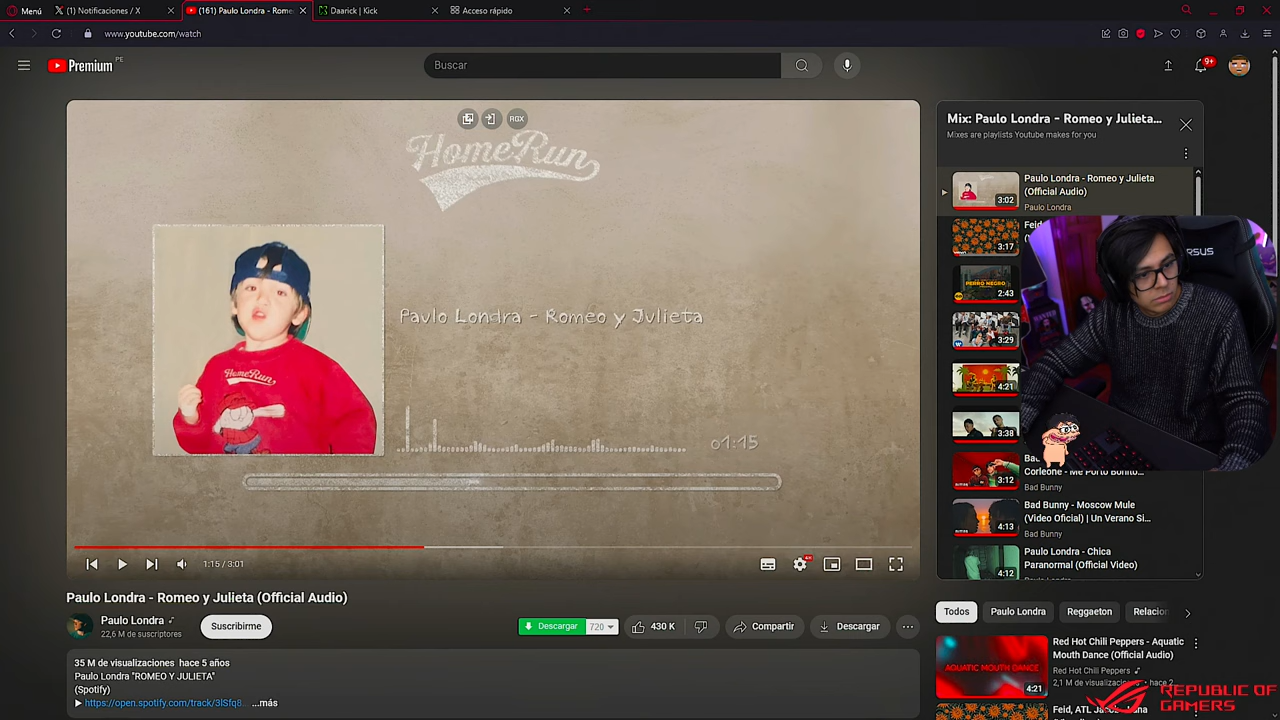 Menú
(1) Notificaciones / X
(161) Paulo Londra - Rome
Daarick | Kick
Acceso rápido
www.youtube.com/watch
Premium PE
Buscar
9+
RDX
HomeRun
HomeRun
Paulo Londra - Romeo y Julieta
01:15
1:15 / 3:01
Mix: Paulo Londra - Romeo y Julieta...
Mixes are playlists Youtube makes for you
Paulo Londra - Romeo y Julieta
(Official Audio)
Paulo Londra
3:02
Feid,
3:17
PERRO NEGRO
2:43
3:29
4:21
3:38
Corleone - Me Porto Bonito...
Bad Bunny
3:12
Bad Bunny - Moscow Mule
(Video Oficial) | Un Verano Si...
Bad Bunny
4:13
Paulo Londra - Chica
Paranormal (Official Video)
4:12
Paulo Londra - Romeo y Julieta (Official Audio)
Paulo Londra
22,6 M de suscriptores
Suscribirme
Descargar
720
430 K
Compartir
Descargar
35 M de visualizaciones hace 5 años
Paulo Londra "ROMEO Y JULIETA"
(Spotify)
https://open.spotify.com/track/3lSfq8...
...más
Todos
Paulo Londra
Reggaeton
Relacion
AQUATIC MOUTH DANCE
4:21
Red Hot Chili Peppers - Aquatic
Mouth Dance (Official Audio)
Red Hot Chili Peppers
2,1 M de visualizaciones
Feid, ATL
REPUBLIC OF
GAMERS